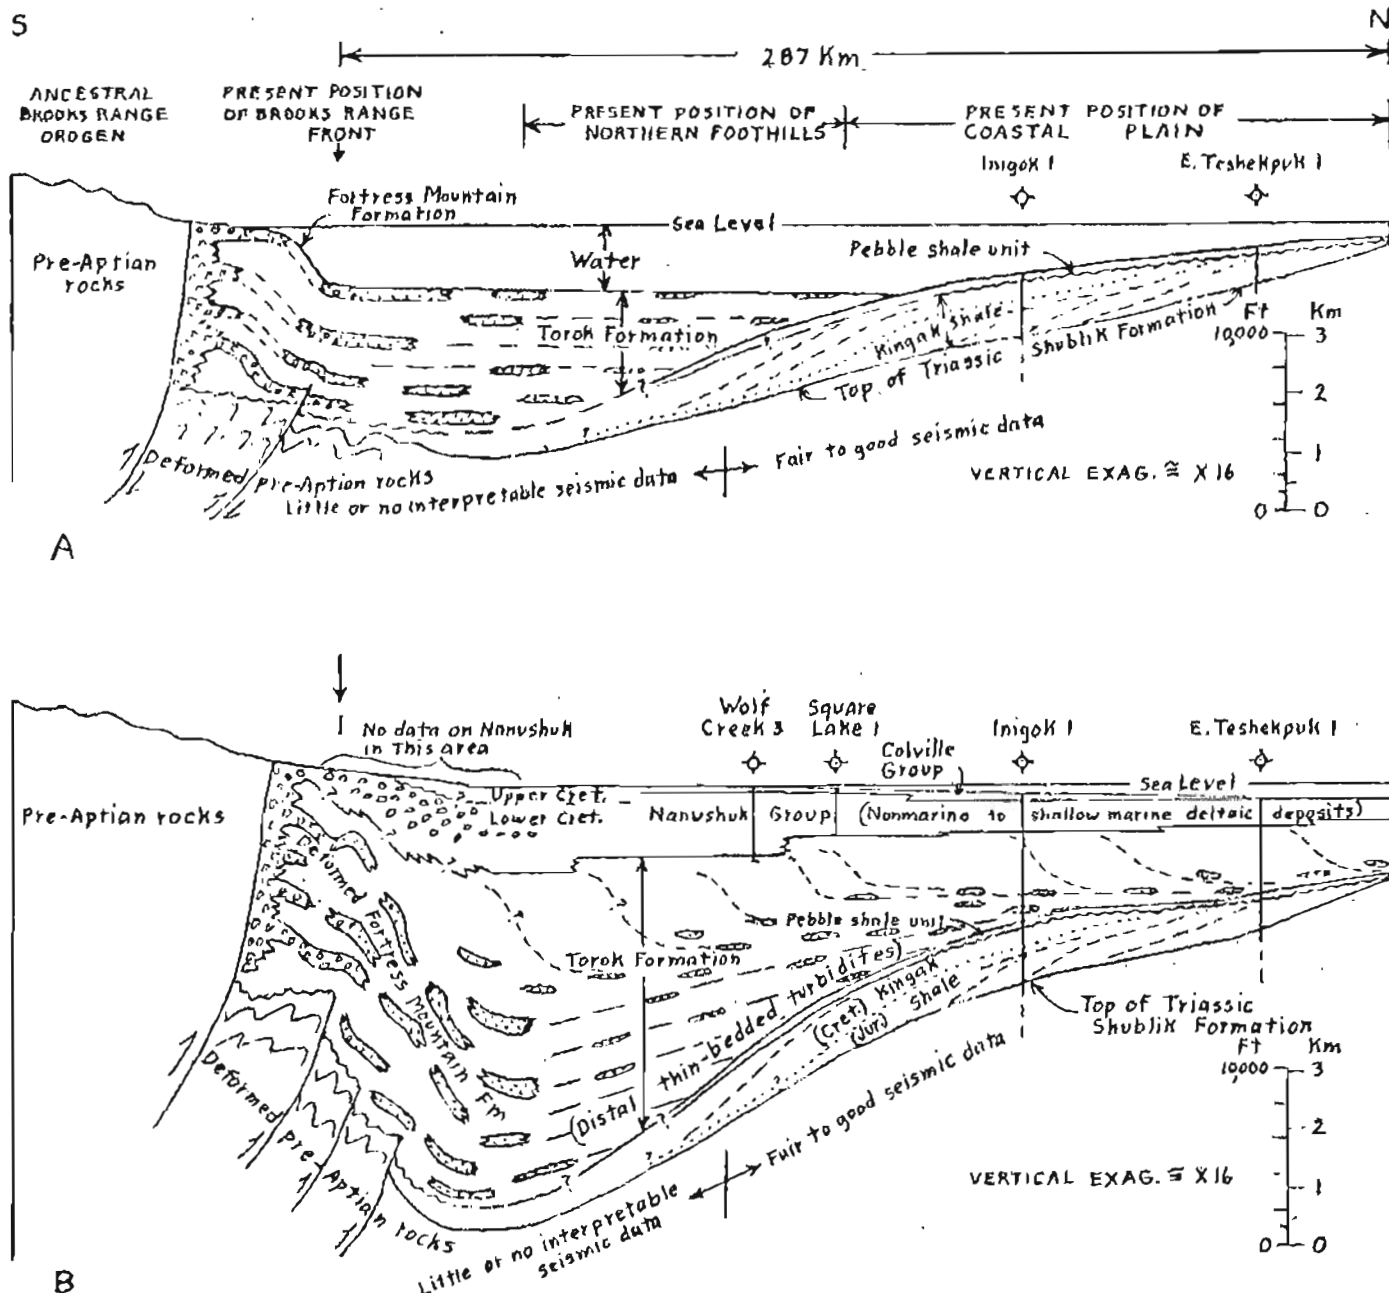 S
N
287 Km
ANCESTRAL
BROOKS RANGE
OROGEN
PRESENT POSITION
OF BROOKS RANGE
FRONT
PRESENT POSITION OF
NORTHERN FOOTHILLS
PRESENT POSITION OF
COASTAL PLAIN
Inigok 1
E. Teshekpuk 1
Fortress Mountain
Formation
Sea Level
Pebble shale unit
Water
Pre-Aptian
rocks
Torok Formation
Kingak Shale
Top of Triassic Shublik Formation
Ft Km
10,000 3
2
1
0 0
?
? ? ? ?
Deformed pre-Aptian rocks
Little or no interpretable seismic data
Fair to good seismic data
VERTICAL EXAG. ≅ X 16
A
No data on Nanushuk
in This area
Wolf
Creek 3
Square
Lake 1
Colville
Group
Inigok 1
E. Teshekpuk 1
Sea Level
Upper Cret.
Lower Cret.
Nanushuk Group (Nonmarine to shallow marine deltaic deposits)
Pre-Aptian rocks
Deformed Fortress Mountain Fm
Pebble shale unit
Torok Formation
(Distal thin-bedded turbidites)
(Cret.) Kingak
(Jur.) Shale
Top of Triassic
Shublik Formation
Ft Km
10,000 3
2
1
0 0
Deformed pre-Aptian rocks
Little or no interpretable
seismic data
Fair to good seismic data
VERTICAL EXAG. ≅ X 16
B